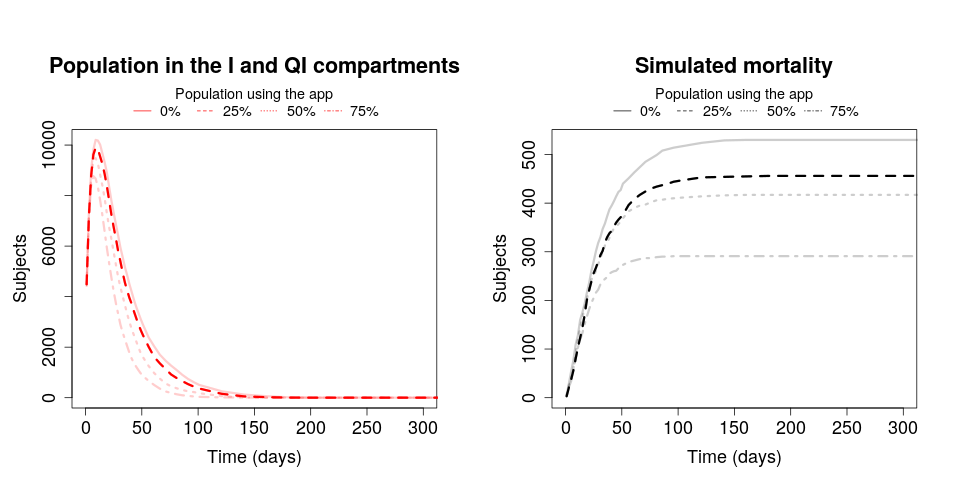 Population in the I and QI compartments
Population using the app
0% 25% 50% 75%
Subjects
10000
6000
2000
0
0 50 100 150 200 250 300
Time (days)
Simulated mortality
Population using the app
0% 25% 50% 75%
Subjects
500
400
300
200
100
0
0 50 100 150 200 250 300
Time (days)